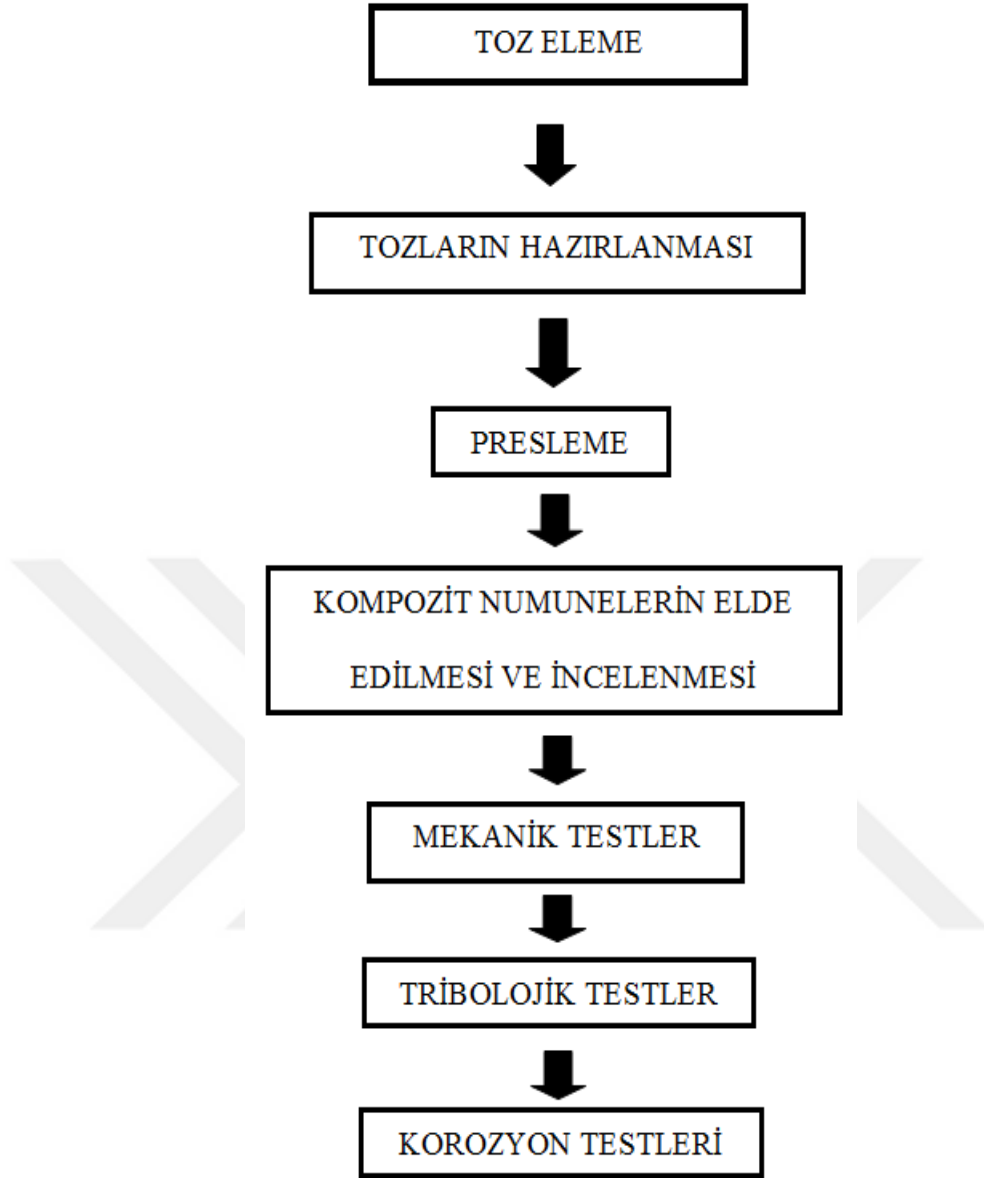 TOZ ELEME
TOZLARIN HAZIRLANMASI
PRESLEME
KOMPOZİT NUMUNELERİN ELDE
EDİLMESİ VE İNCELENMESİ
MEKANİK TESTLER
TRİBOLOJİK TESTLER
KOROZYON TESTLERİ